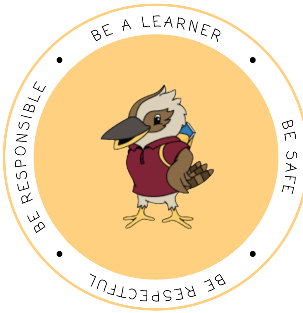 BE A LEARNER
BE SAFE
BE RESPECTFUL
BE RESPONSIBLE